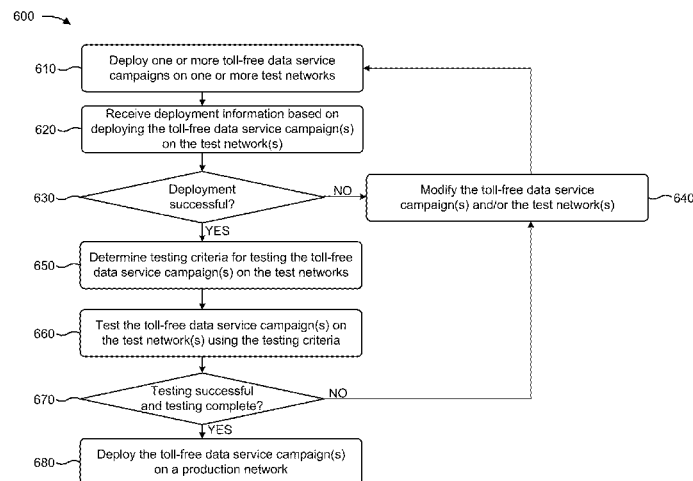 600
610
Deploy one or more toll-free data service
campaigns on one or more test networks
620
Receive deployment information based on
deploying the toll-free data service campaign(s)
on the test network(s)
630
Deployment
successful?
NO
YES
Modify the toll-free data service
campaign(s) and/or the test network(s)
640
650
Determine testing criteria for testing the toll-free
data service campaign(s) on the test networks
660
Test the toll-free data service campaign(s) on
the test network(s) using the testing criteria
670
Testing successful
and testing complete?
NO
YES
680
Deploy the toll-free data service campaign(s)
on a production network